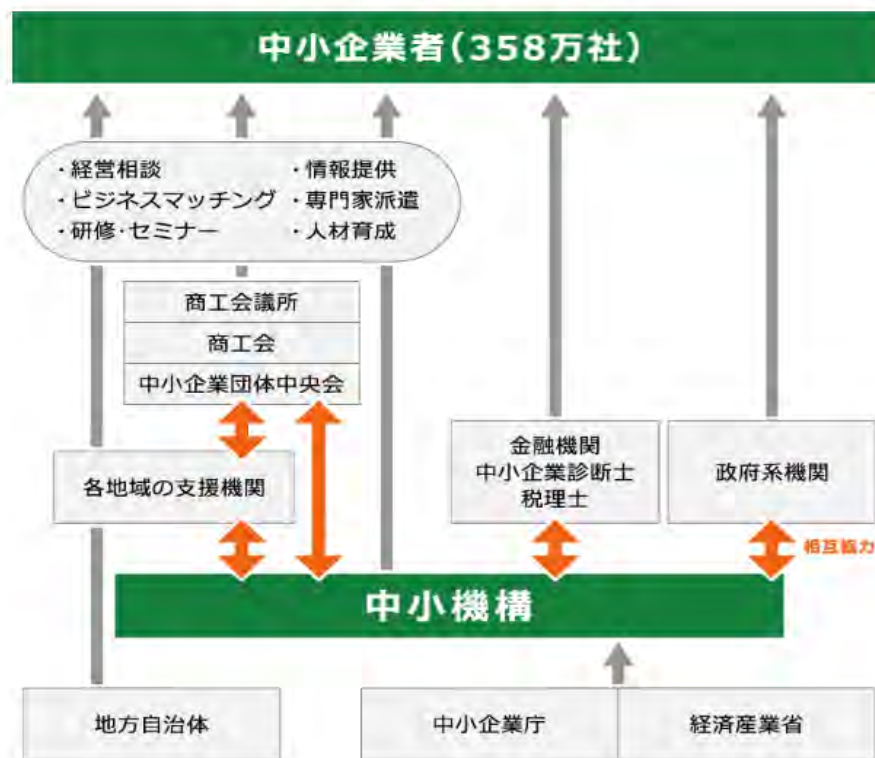 中小企業者(358万社)
・経営相談
・ビジネスマッチング
・研修・セミナー
・情報提供
・専門家派遣
・人材育成
商工会議所
商工会
中小企業団体中央会
各地域の支援機関
金融機関
中小企業診断士
税理士
政府系機関
相互協力
中小機構
地方自治体
中小企業庁
経済産業省